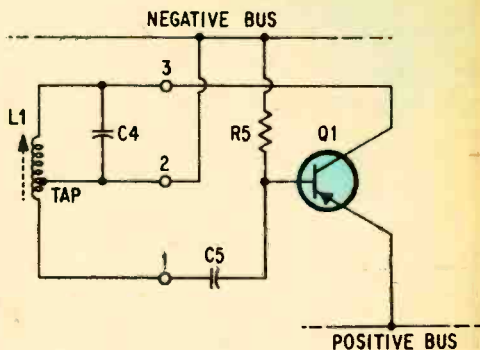 NEGATIVE BUS
3
L1
C4
R5
Q1
2
TAP
1
C5
POSITIVE BUS